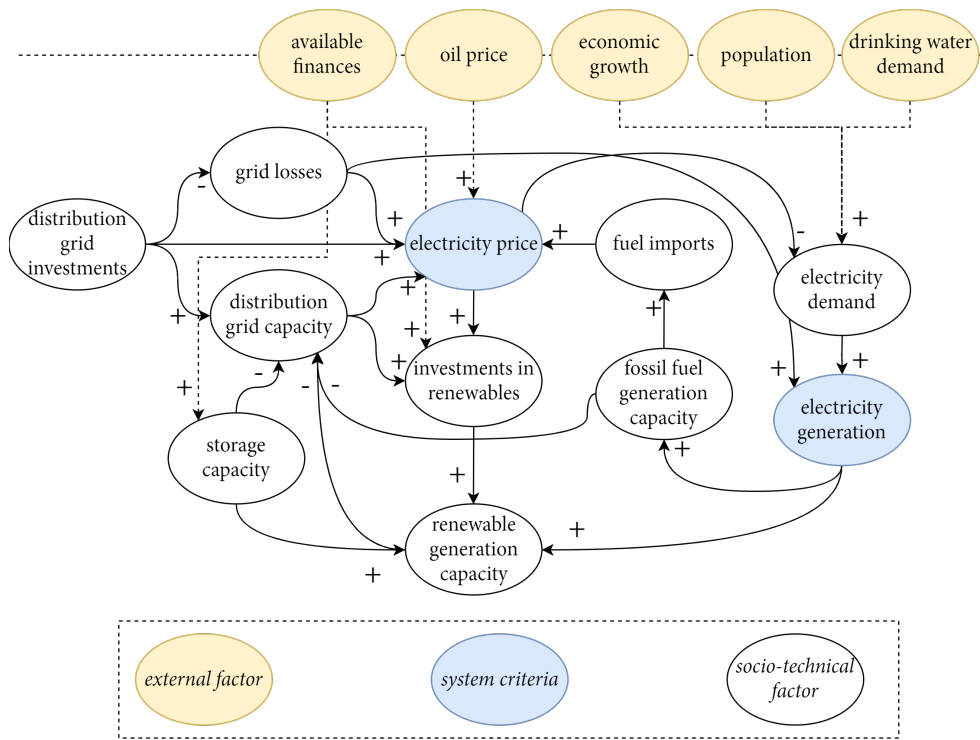 available
finances
oil price
economic
growth
population
drinking water
demand
grid losses
-
+
+
+
-
distribution
grid
investments
electricity price
+
fuel imports
+
electricity
demand
+
distribution
grid capacity
+
+
+
+
+
investments in
renewables
fossil fuel
generation
capacity
+
+
electricity
generation
-
-
+
storage
capacity
+
+
+
renewable
generation
capacity
+
external factor
system criteria
socio-technical
factor